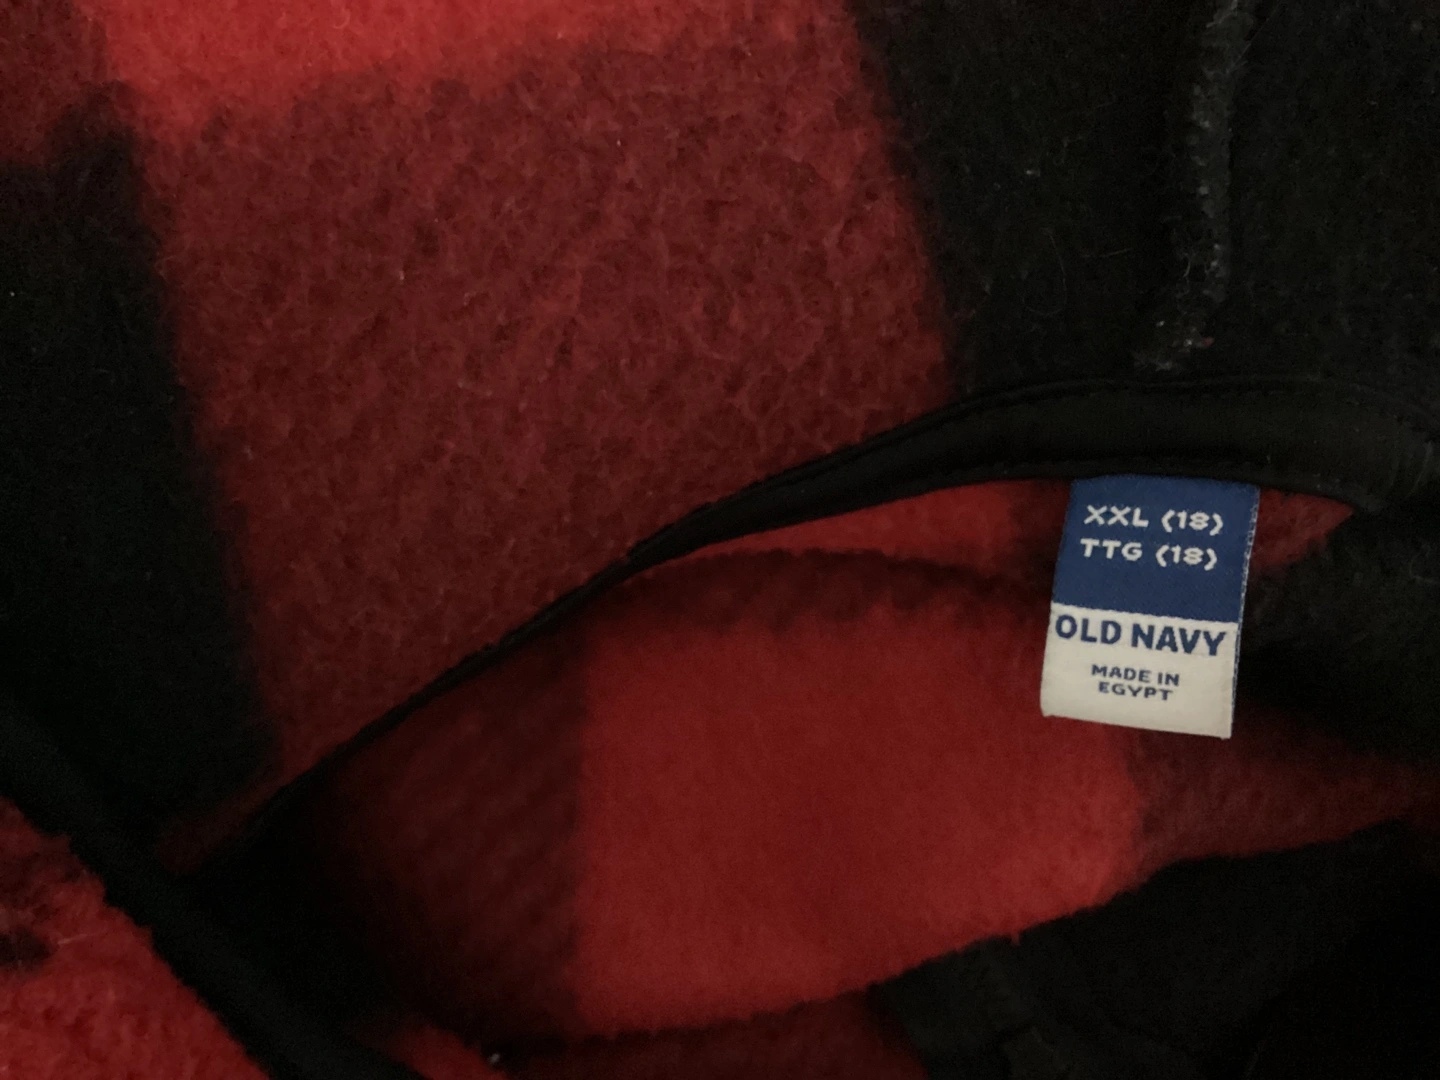 XXL (18)
TTG (18)
OLD NAVY
MADE IN
EGYPT